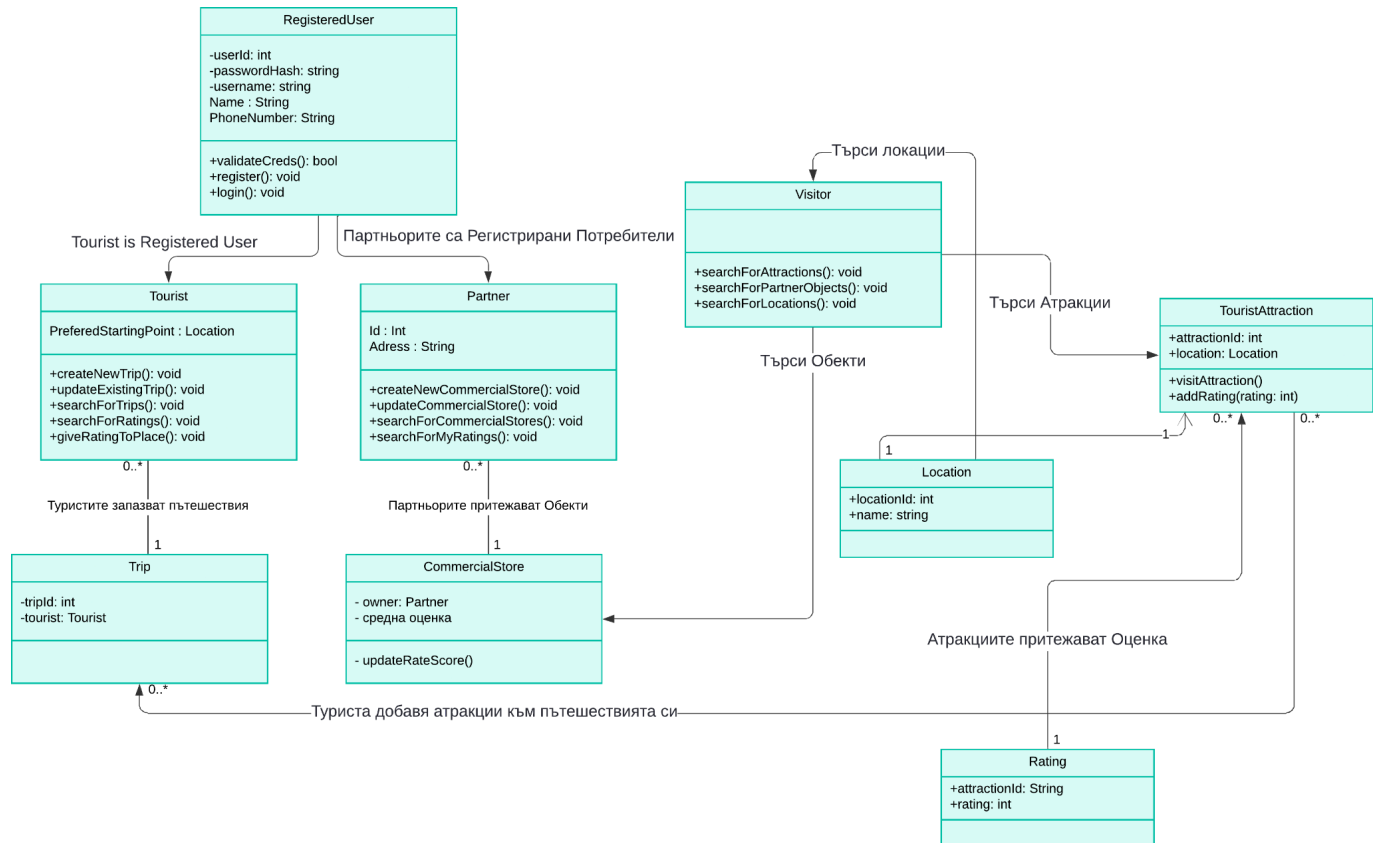 RegisteredUser
-userId: int
-passwordHash: string
-username: string
Name : String
PhoneNumber: String
+validateCreds(): bool
+register(): void
+login(): void
Tourist is Registered User
Партньорите са Регистрирани Потребители
Tourist
PreferedStartingPoint : Location
+createNewTrip(): void
+updateExistingTrip(): void
+searchForTrips(): void
+searchForRatings(): void
+giveRatingToPlace(): void
0..*
Туристите запазват пътешествия
1
Trip
-tripId: int
-tourist: Tourist
0..*
Partner
Id : Int
Adress : String
+createNewCommercialStore(): void
+updateCommercialStore(): void
+searchForCommercialStores(): void
+searchForMyRatings(): void
0..*
Партньорите притежават Обекти
1
CommercialStore
- owner: Partner
- средна оценка
- updateRateScore()
Търси локации
Visitor
+searchForAttractions(): void
+searchForPartnerObjects(): void
+searchForLocations(): void
Търси Атракции
Търси Обекти
TouristAttraction
+attractionId: int
+location: Location
+visitAttraction()
+addRating(rating: int)
0..*
0..*
1
1
Location
+locationId: int
+name: string
Атракциите притежават Оценка
Туриста добавя атракции към пътешествията си
1
Rating
+attractionId: String
+rating: int